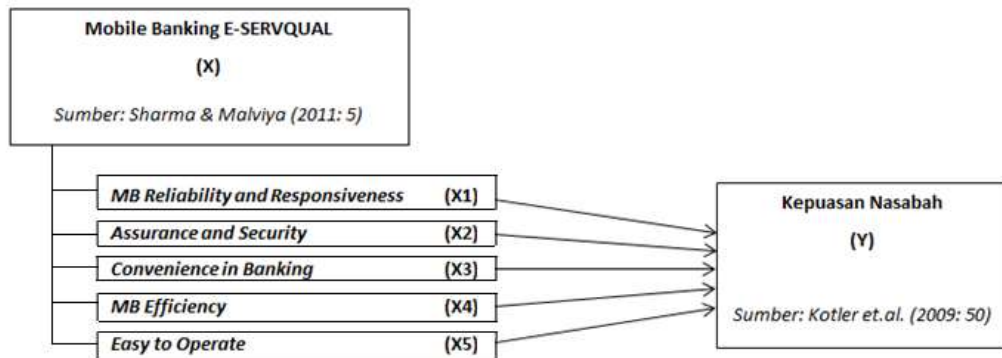 Mobile Banking E-SERVQUAL
(X)
Sumber: Sharma & Malviya (2011: 5)
MB Reliability and Responsiveness (X1)
Assurance and Security (X2)
Convenience in Banking (X3)
MB Efficiency (X4)
Easy to Operate (X5)
Kepuasan Nasabah
(Y)
Sumber: Kotler et.al. (2009: 50)